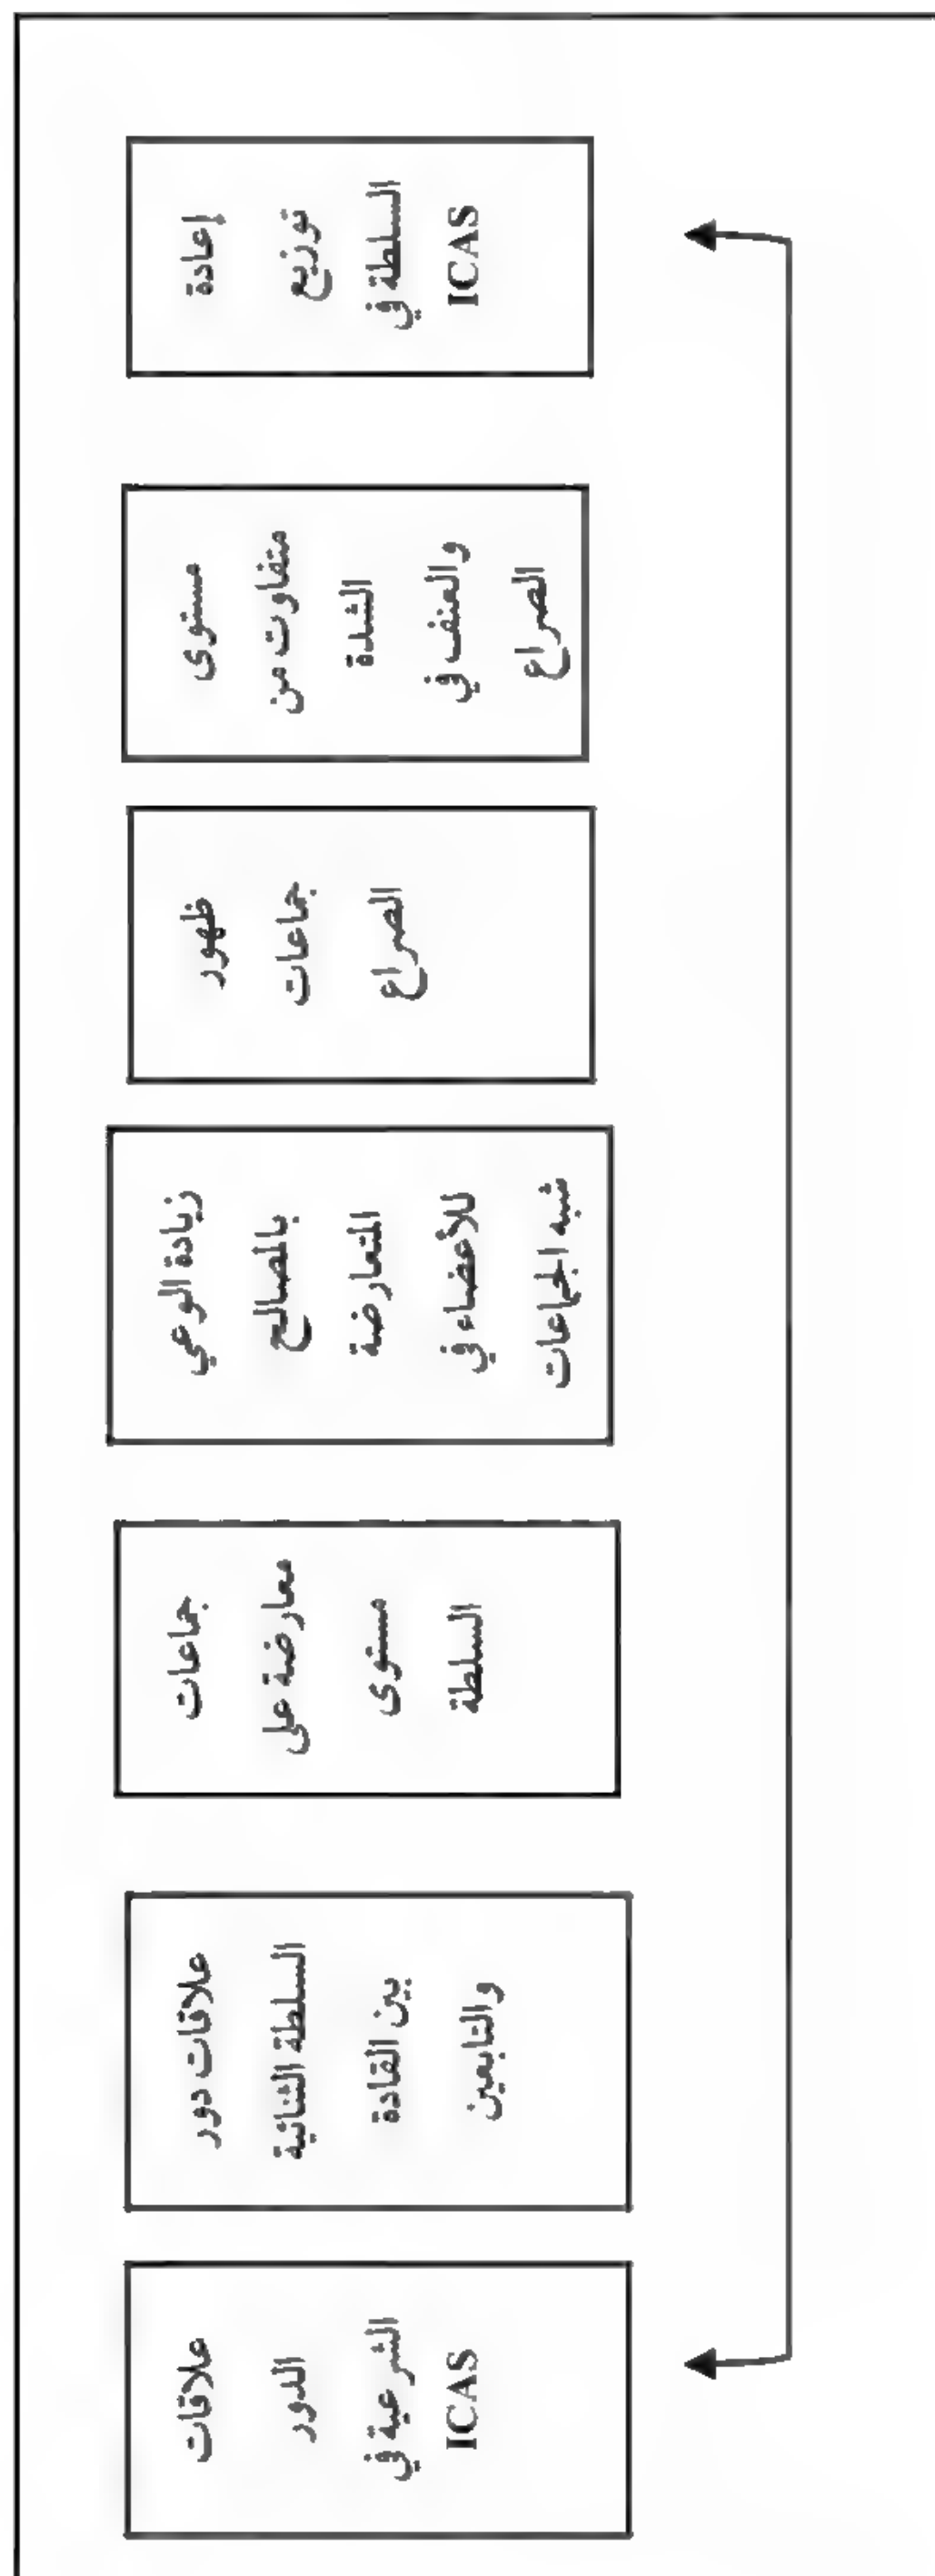 إعادة
توزيع
السلطة في
ICAS
مستوى
متفاوت من
الشدة
والعنف في
الصراع
ظهور
جماعات
الصراع
زيادة الوعي
بالمصالح
المتعارضة
للأعضاء في
شبه الجماعات
جماعات
معارضة على
مستوى
السلطة
علاقات دور
السلطة الثنائية
بين القادة
والتابعين
علاقات
الدور
الشرعية في
ICAS